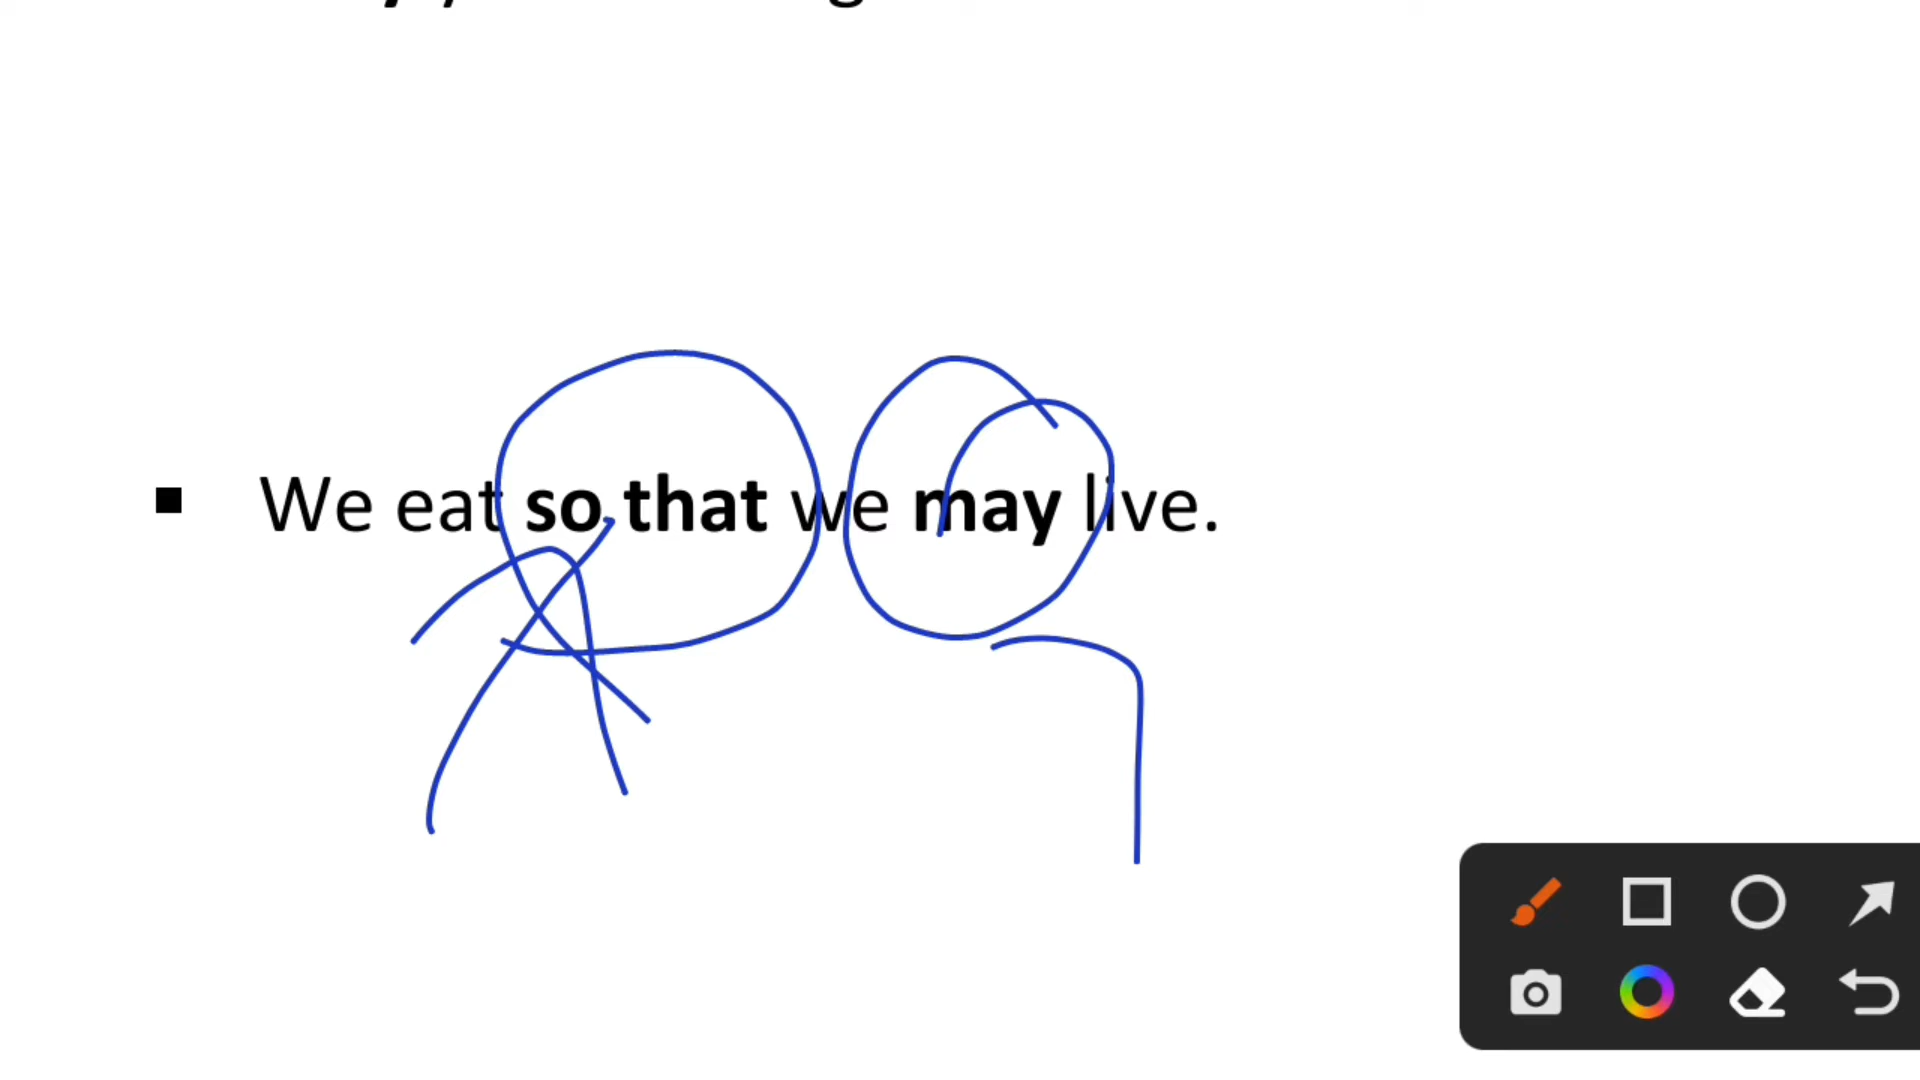 ▪ We eat so that we may live.